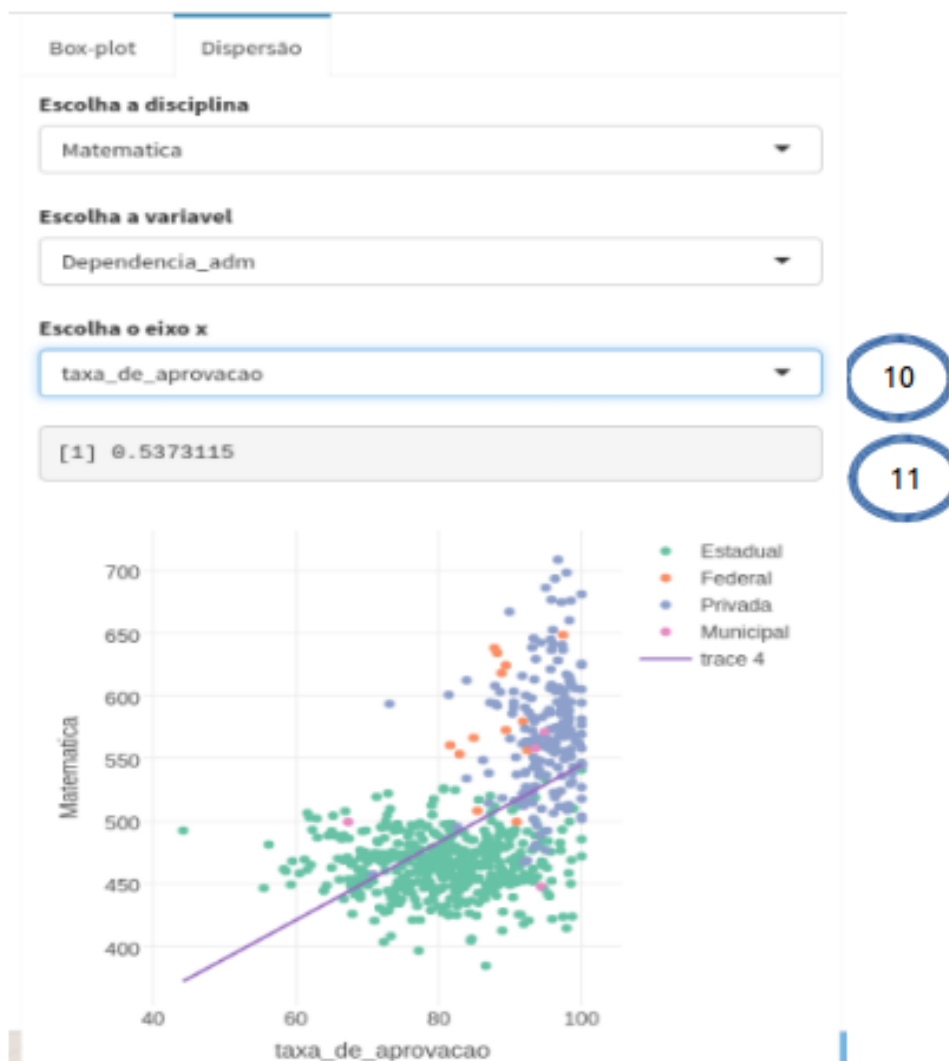 Box-plot Dispersão
Escolha a disciplina
Matematica
Escolha a variavel
Dependencia_adm
Escolha o eixo x
taxa_de_aprovacao
10
[1] 0.5373115
11
Estadual
Federal
Privada
Municipal
trace 4
700
650
600
550
500
450
400
Matematica
40 60 80 100
taxa_de_aprovacao